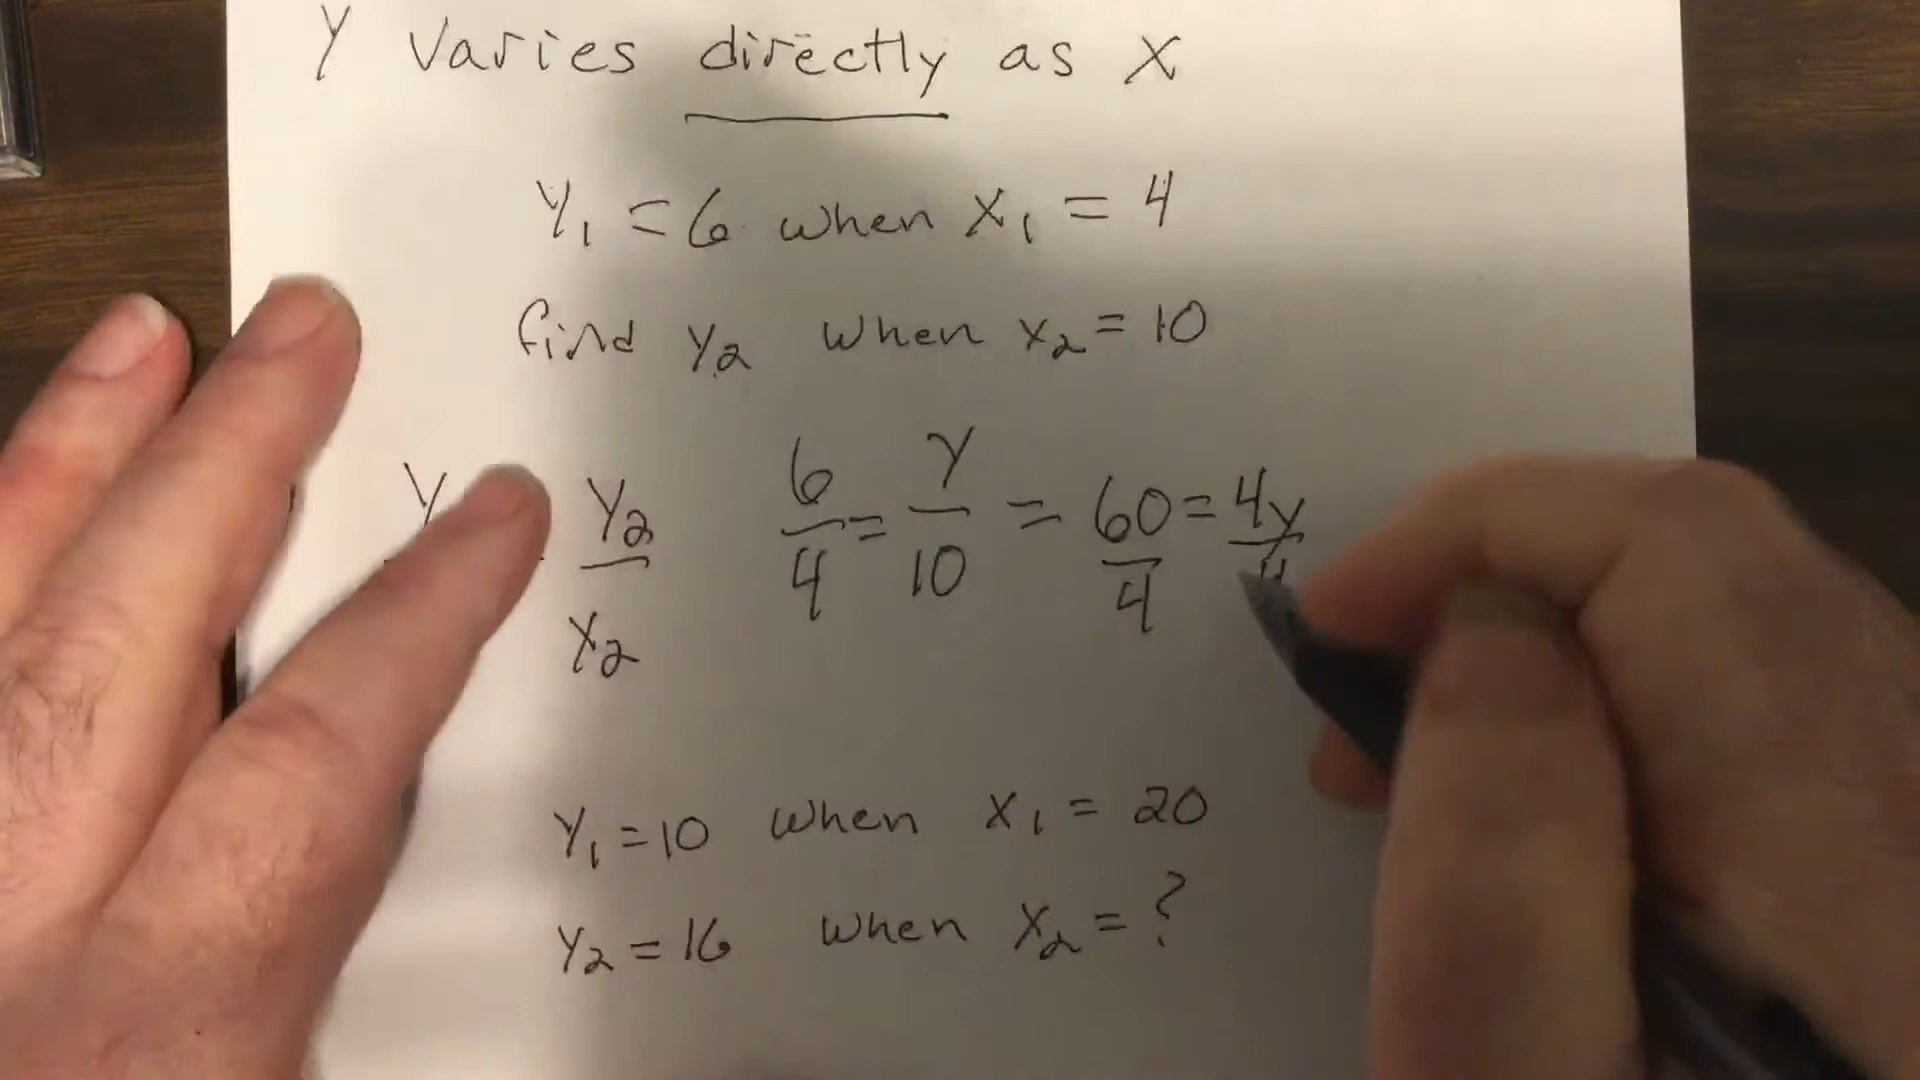 Y varies directly as X
Y₁ = 6 when X₁ = 4
find Y₂ when X₂ = 10
Y Y₂/X₂ 6/4 = Y/10 = 60/4 = 4y/4
Y₁ = 10 when X₁ = 20
Y₂ = 16 when X₂ = ?